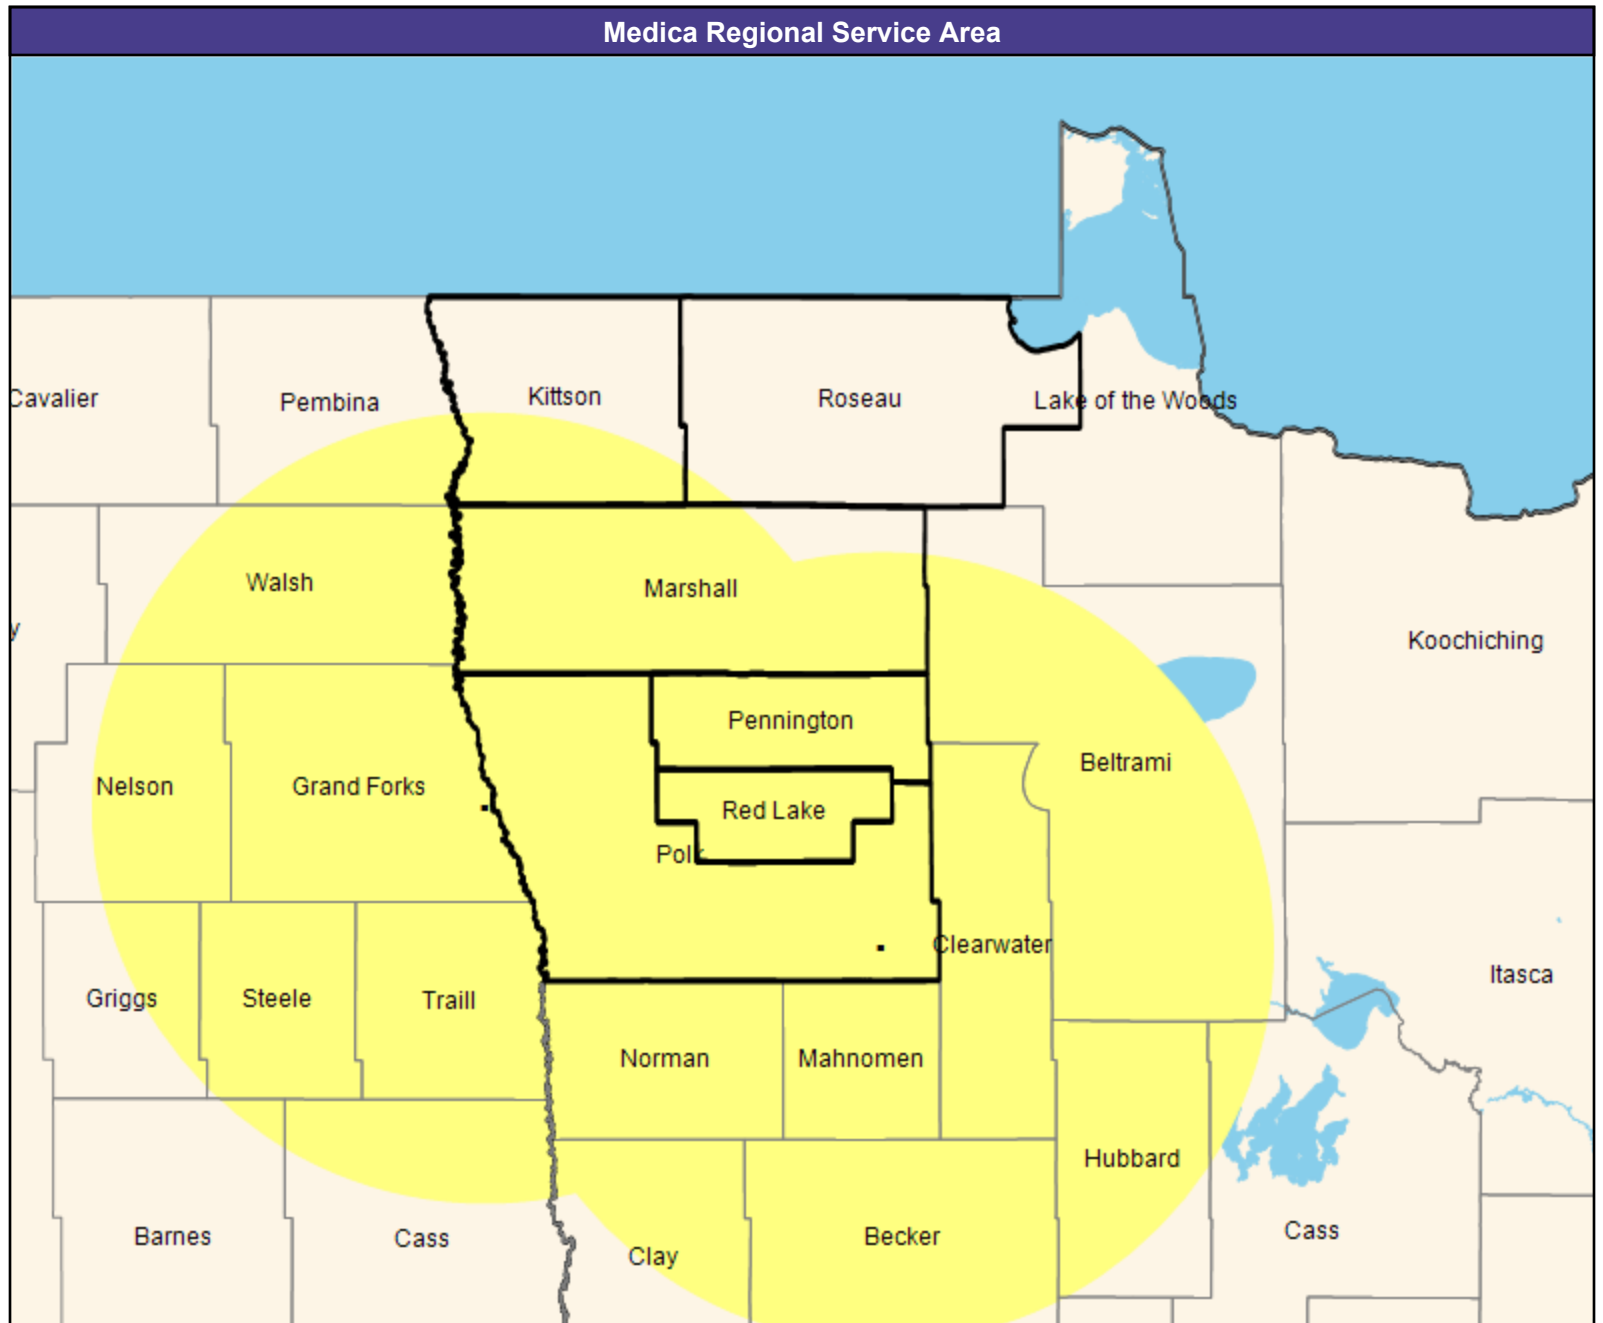 Medica Regional Service Area
Cavalier
Pembina
Kittson
Roseau
Lake of the Woods
Walsh
Marshall
y
Koochiching
Pennington
Beltrami
Nelson
Grand Forks
Red Lake
Polk
Clearwater
Itasca
Griggs
Steele
Traill
Norman
Mahnomen
Hubbard
Barnes
Cass
Clay
Becker
Cass